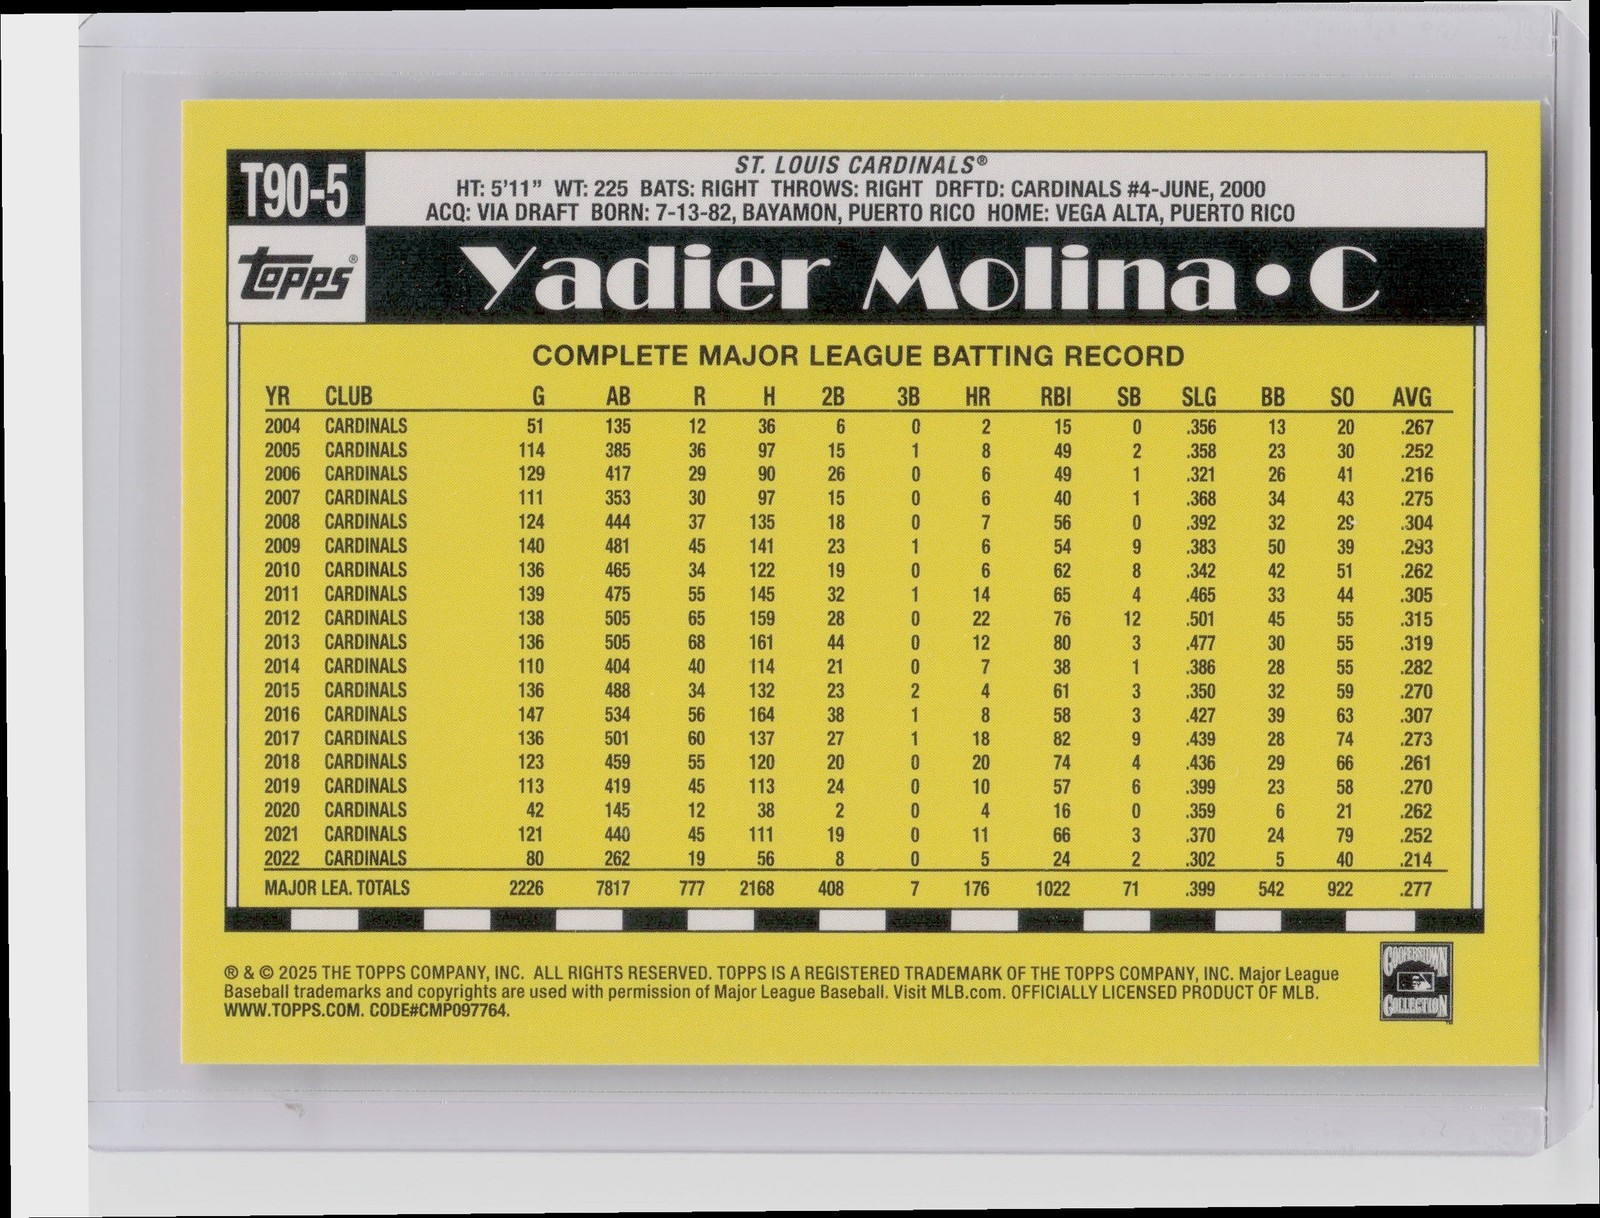 T90-5
ST. LOUIS CARDINALS®
HT: 5'11" WT: 225 BATS: RIGHT THROWS: RIGHT DRFTD: CARDINALS #4-JUNE, 2000
ACQ: VIA DRAFT BORN: 7-13-82, BAYAMON, PUERTO RICO HOME: VEGA ALTA, PUERTO RICO
topps®
Yadier Molina • C
COMPLETE MAJOR LEAGUE BATTING RECORD
YR CLUB G AB R H 2B 3B HR RBI SB SLG BB SO AVG
2004 CARDINALS 51 135 12 36 6 0 2 15 0 .356 13 20 .267
2005 CARDINALS 114 385 36 97 15 1 8 49 2 .358 23 30 .252
2006 CARDINALS 129 417 29 90 26 0 6 49 1 .321 26 41 .216
2007 CARDINALS 111 353 30 97 15 0 6 40 1 .368 34 43 .275
2008 CARDINALS 124 444 37 135 18 0 7 56 0 .392 32 29 .304
2009 CARDINALS 140 481 45 141 23 1 6 54 9 .383 50 39 .293
2010 CARDINALS 136 465 34 122 19 0 6 62 8 .342 42 51 .262
2011 CARDINALS 139 475 55 145 32 1 14 65 4 .465 33 44 .305
2012 CARDINALS 138 505 65 159 28 0 22 76 12 .501 45 55 .315
2013 CARDINALS 136 505 68 161 44 0 12 80 3 .477 30 55 .319
2014 CARDINALS 110 404 40 114 21 0 7 38 1 .386 28 55 .282
2015 CARDINALS 136 488 34 132 23 2 4 61 3 .350 32 59 .270
2016 CARDINALS 147 534 56 164 38 1 8 58 3 .427 39 63 .307
2017 CARDINALS 136 501 60 137 27 1 18 82 9 .439 28 74 .273
2018 CARDINALS 123 459 55 120 20 0 20 74 4 .436 29 66 .261
2019 CARDINALS 113 419 45 113 24 0 10 57 6 .399 23 58 .270
2020 CARDINALS 42 145 12 38 2 0 4 16 0 .359 6 21 .262
2021 CARDINALS 121 440 45 111 19 0 11 66 3 .370 24 79 .252
2022 CARDINALS 80 262 19 56 8 0 5 24 2 .302 5 40 .214
MAJOR LEA. TOTALS 2226 7817 777 2168 408 7 176 1022 71 .399 542 922 .277
® & © 2025 THE TOPPS COMPANY, INC. ALL RIGHTS RESERVED. TOPPS IS A REGISTERED TRADEMARK OF THE TOPPS COMPANY, INC. Major League
Baseball trademarks and copyrights are used with permission of Major League Baseball. Visit MLB.com. OFFICIALLY LICENSED PRODUCT OF MLB.
WWW.TOPPS.COM. CODE#CMP097764.
COOPERSTOWN
COLLECTION™